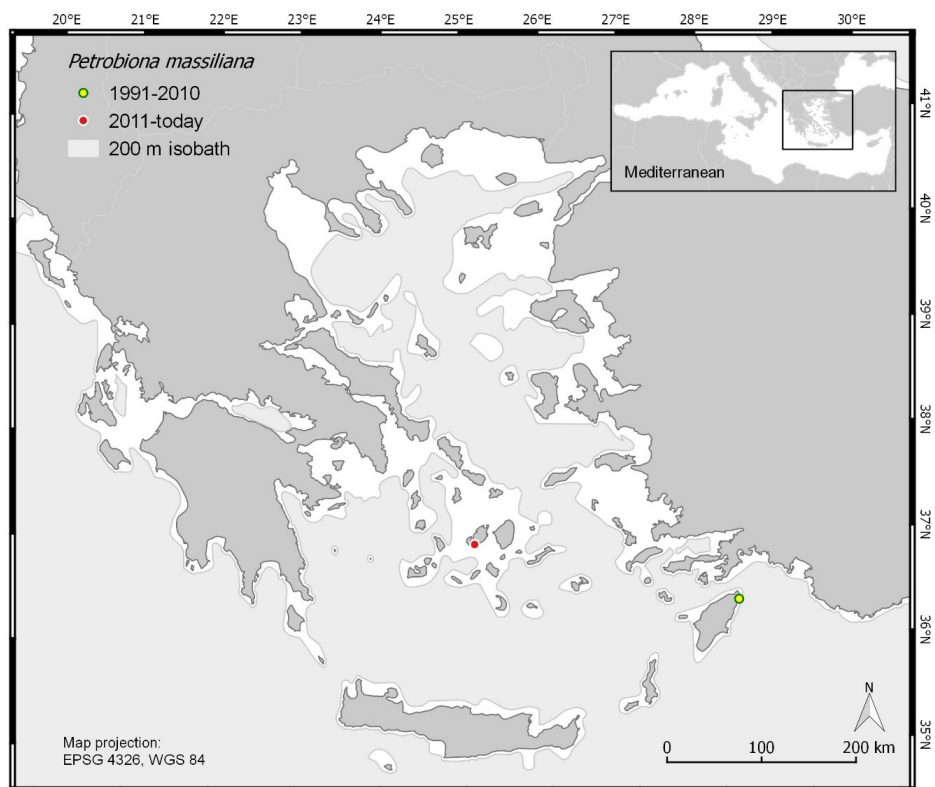 20° 21°E 22°E 23°E 24°E 25°E 26°E 27°E 28°E 29°E 30°E
Petrobiona massiliana
1991-2010
2011-today
200 m isobath
Mediterranean
41°N
40°N
39°N
38°N
37°N
36°N
35°N
N
Map projection:
EPSG 4326, WGS 84
0 100 200 km